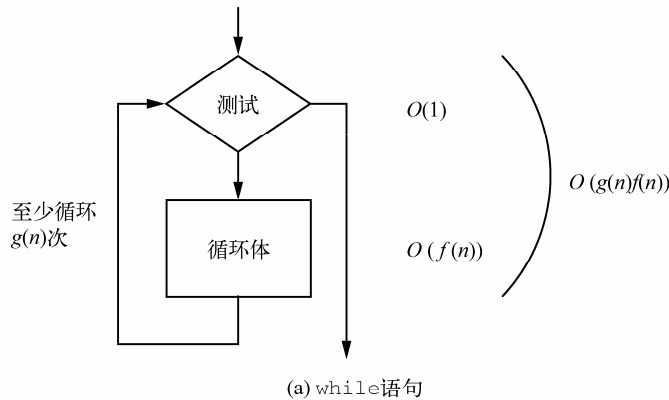 测试
O(1)
O (g(n)f(n))
至少循环
g(n)次
循环体
O ( f (n))
(a) while语句